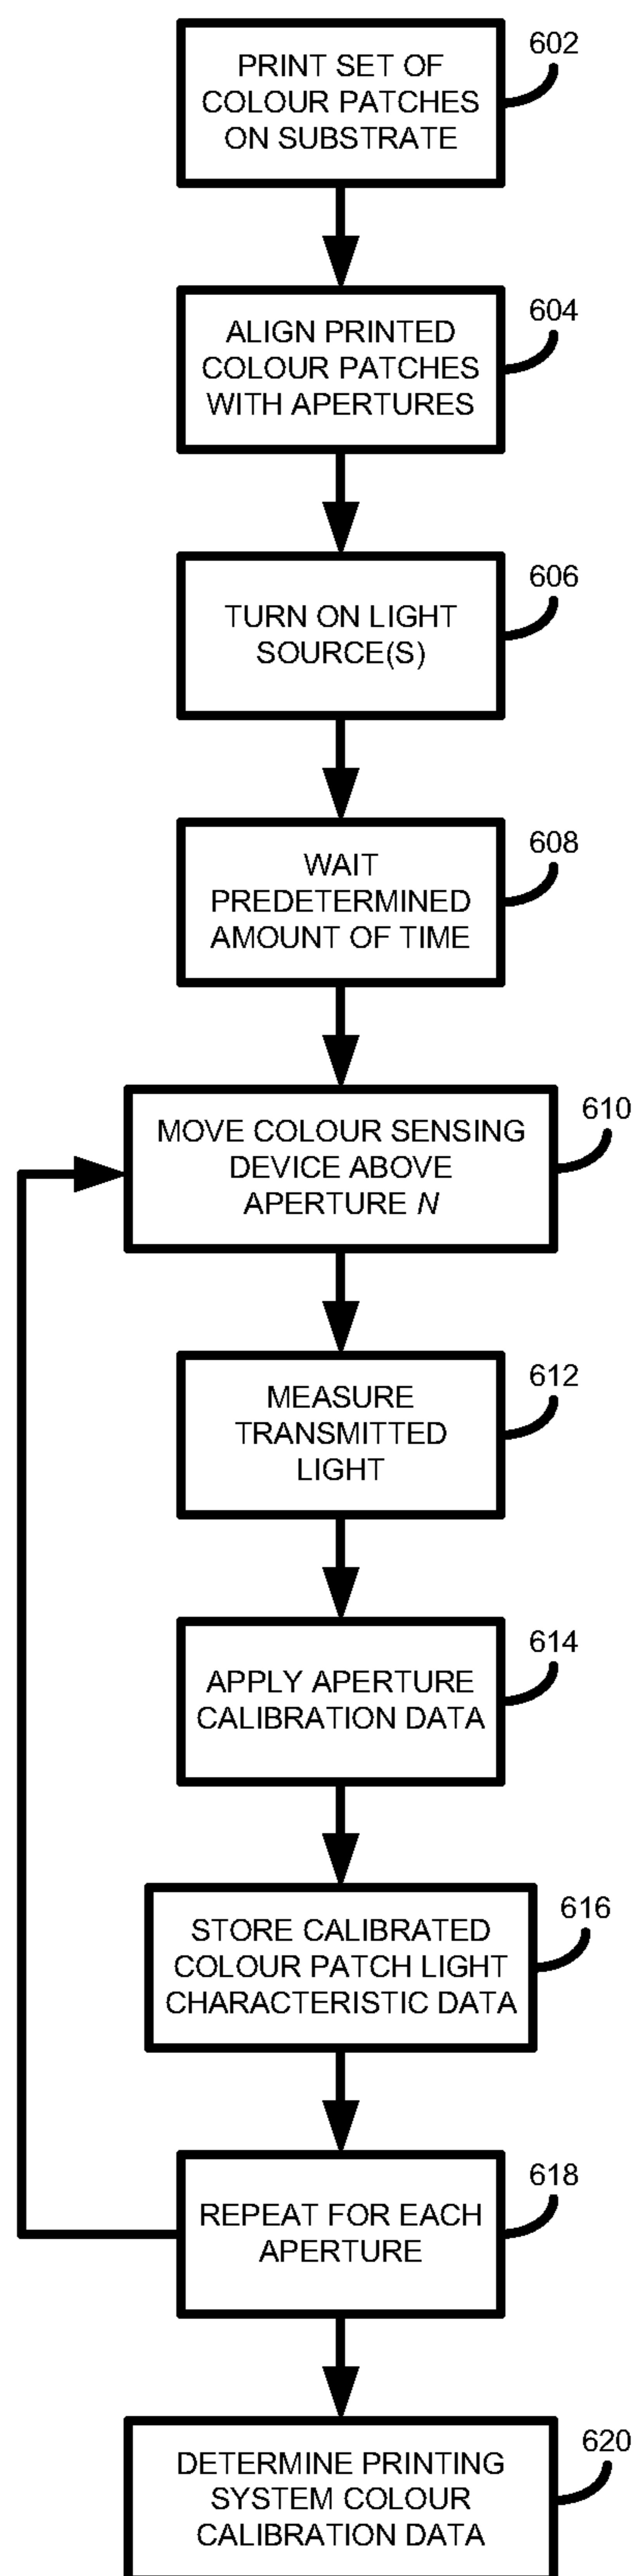 602
PRINT SET OF
COLOUR PATCHES
ON SUBSTRATE
604
ALIGN PRINTED
COLOUR PATCHES
WITH APERTURES
606
TURN ON LIGHT
SOURCE(S)
608
WAIT
PREDETERMINED
AMOUNT OF TIME
610
MOVE COLOUR SENSING
DEVICE ABOVE
APERTURE N
612
MEASURE
TRANSMITTED
LIGHT
614
APPLY APERTURE
CALIBRATION DATA
616
STORE CALIBRATED
COLOUR PATCH LIGHT
CHARACTERISTIC DATA
618
REPEAT FOR EACH
APERTURE
620
DETERMINE PRINTING
SYSTEM COLOUR
CALIBRATION DATA